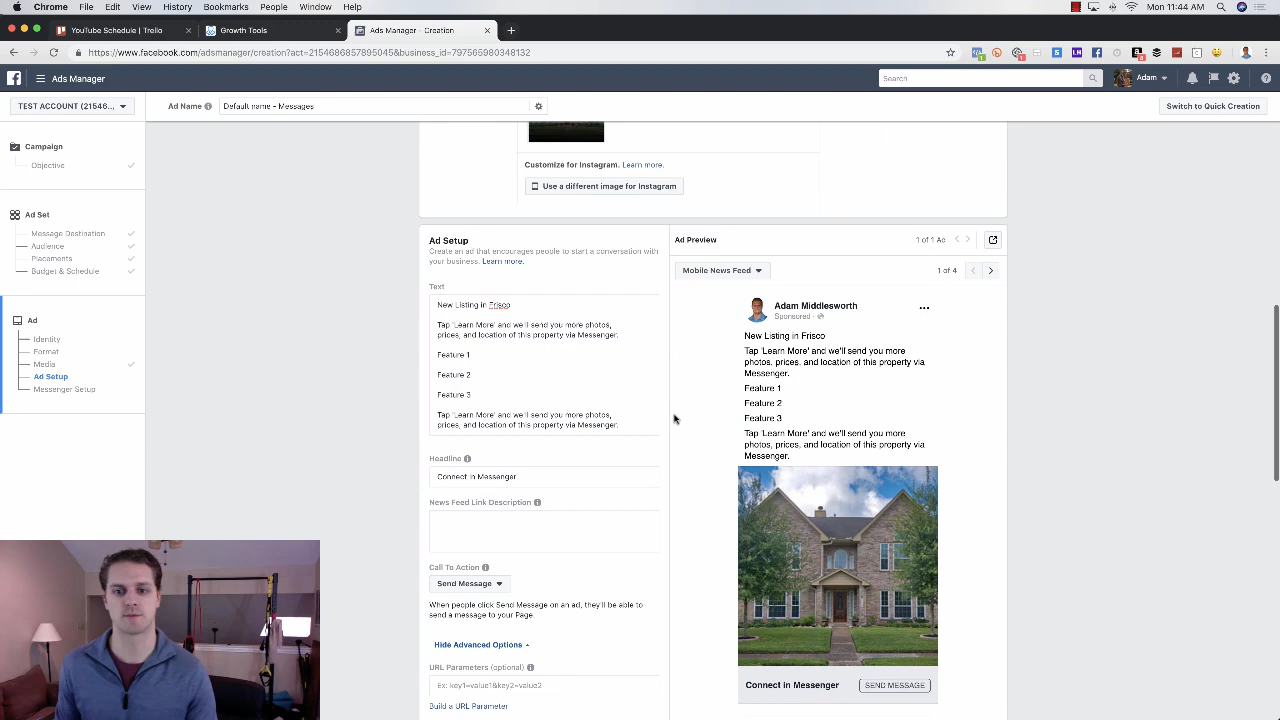 Chrome File Edit View History Bookmarks People Window Help
Mon 11:44 AM
YouTube Schedule | Trello
Growth Tools
Ads Manager - Creation
https://www.facebook.com/adsmanager/creation?act=2154686857895045&business_id=797565980348132
Ads Manager
Search
Adam
TEST ACCOUNT (21546...
Ad Name
Default name - Messages
Switch to Quick Creation
Campaign
Objective
Ad Set
Message Destination
Audience
Placements
Budget & Schedule
Ad
Identity
Format
Media
Ad Setup
Messenger Setup
Customize for Instagram. Learn more.
Use a different image for Instagram
Ad Setup
Create an ad that encourages people to start a conversation with
your business. Learn more.
Text
New Listing in Frisco
Tap 'Learn More' and we'll send you more photos,
prices, and location of this property via Messenger.
Feature 1
Feature 2
Feature 3
Tap 'Learn More' and we'll send you more photos,
prices, and location of this property via Messenger.
Headline
Connect in Messenger
News Feed Link Description
Call To Action
Send Message
When people click Send Message on an ad, they'll be able to
send a message to your Page.
Hide Advanced Options
URL Parameters (optional)
Ex: key1=value1&key2=value2
Build a URL Parameter
Ad Preview
1 of 1 Ad
Mobile News Feed
1 of 4
Adam Middlesworth
Sponsored ·
New Listing in Frisco
Tap 'Learn More' and we'll send you more
photos, prices, and location of this property via
Messenger.
Feature 1
Feature 2
Feature 3
Tap 'Learn More' and we'll send you more
photos, prices, and location of this property via
Messenger.
Connect in Messenger
SEND MESSAGE